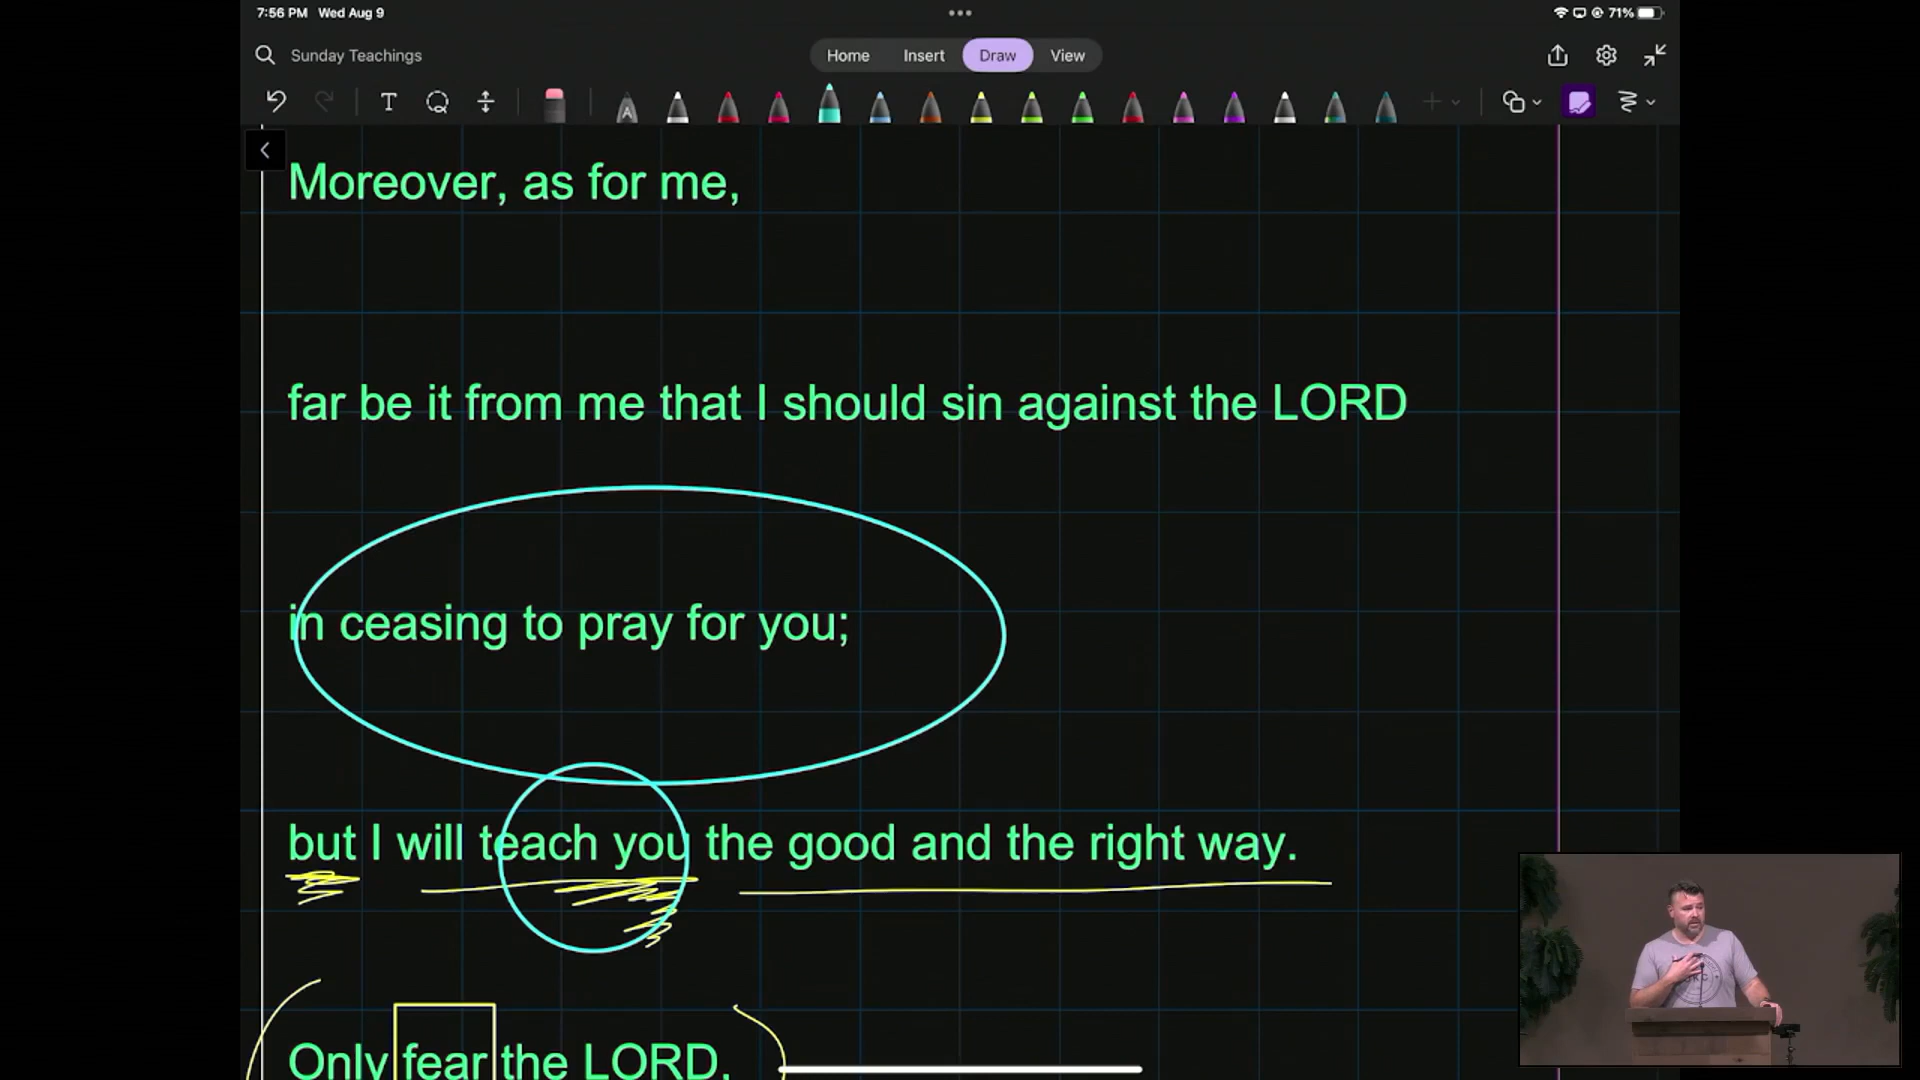 7:56 PM Wed Aug 9
71%
Sunday Teachings
Home Insert Draw View
T
A
Moreover, as for me,
far be it from me that I should sin against the LORD
in ceasing to pray for you;
but I will teach you the good and the right way.
Only fear the LORD,